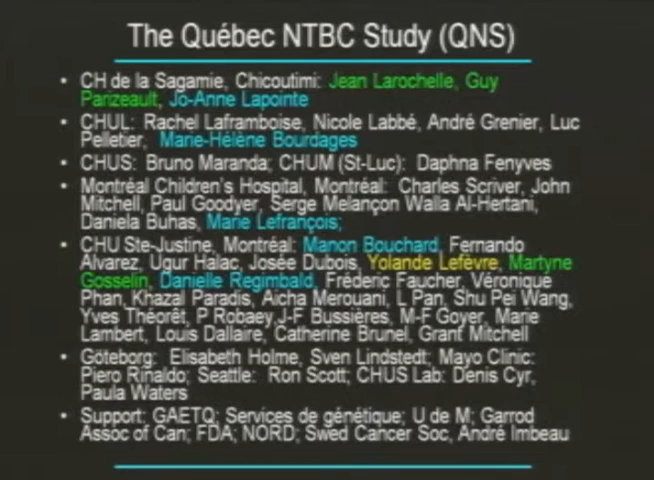 The Québec NTBC Study (QNS)
• CH de la Sagamie, Chicoutimi: Jean Larochelle, Guy
Parizeault, Jo-Anne Lapointe
• CHUL: Rachel Laframboise, Nicole Labbé, André Grenier, Luc
Pelletier, Marie-Hélène Bourdages
• CHUS: Bruno Maranda; CHUM (St-Luc): Daphna Fenyves
• Montréal Children's Hospital, Montréal: Charles Scriver, John
Mitchell, Paul Goodyer, Serge Melançon Walla Al-Hertani,
Daniela Buhas, Marie Lefrançois;
• CHU Ste-Justine, Montréal: Manon Bouchard, Fernando
Alvarez, Ugur Halac, Josée Dubois, Yolande Lefèvre, Martyne
Gosselin, Danielle Regimbald, Fréderic Faucher, Véronique
Phan, Khazal Paradis, Aicha Merouani, L Pan, Shu Pei Wang,
Yves Théorêt, P Robaey,J-F Bussières, M-F Goyer, Marie
Lambert, Louis Dallaire, Catherine Brunel, Grant Mitchell
• Göteborg: Elisabeth Holme, Sven Lindstedt; Mayo Clinic:
Piero Rinaldo; Seattle: Ron Scott; CHUS Lab: Denis Cyr,
Paula Waters
• Support: GAETQ; Services de génétique; U de M; Garrod
Assoc of Can; FDA; NORD; Swed Cancer Soc, André Imbeau